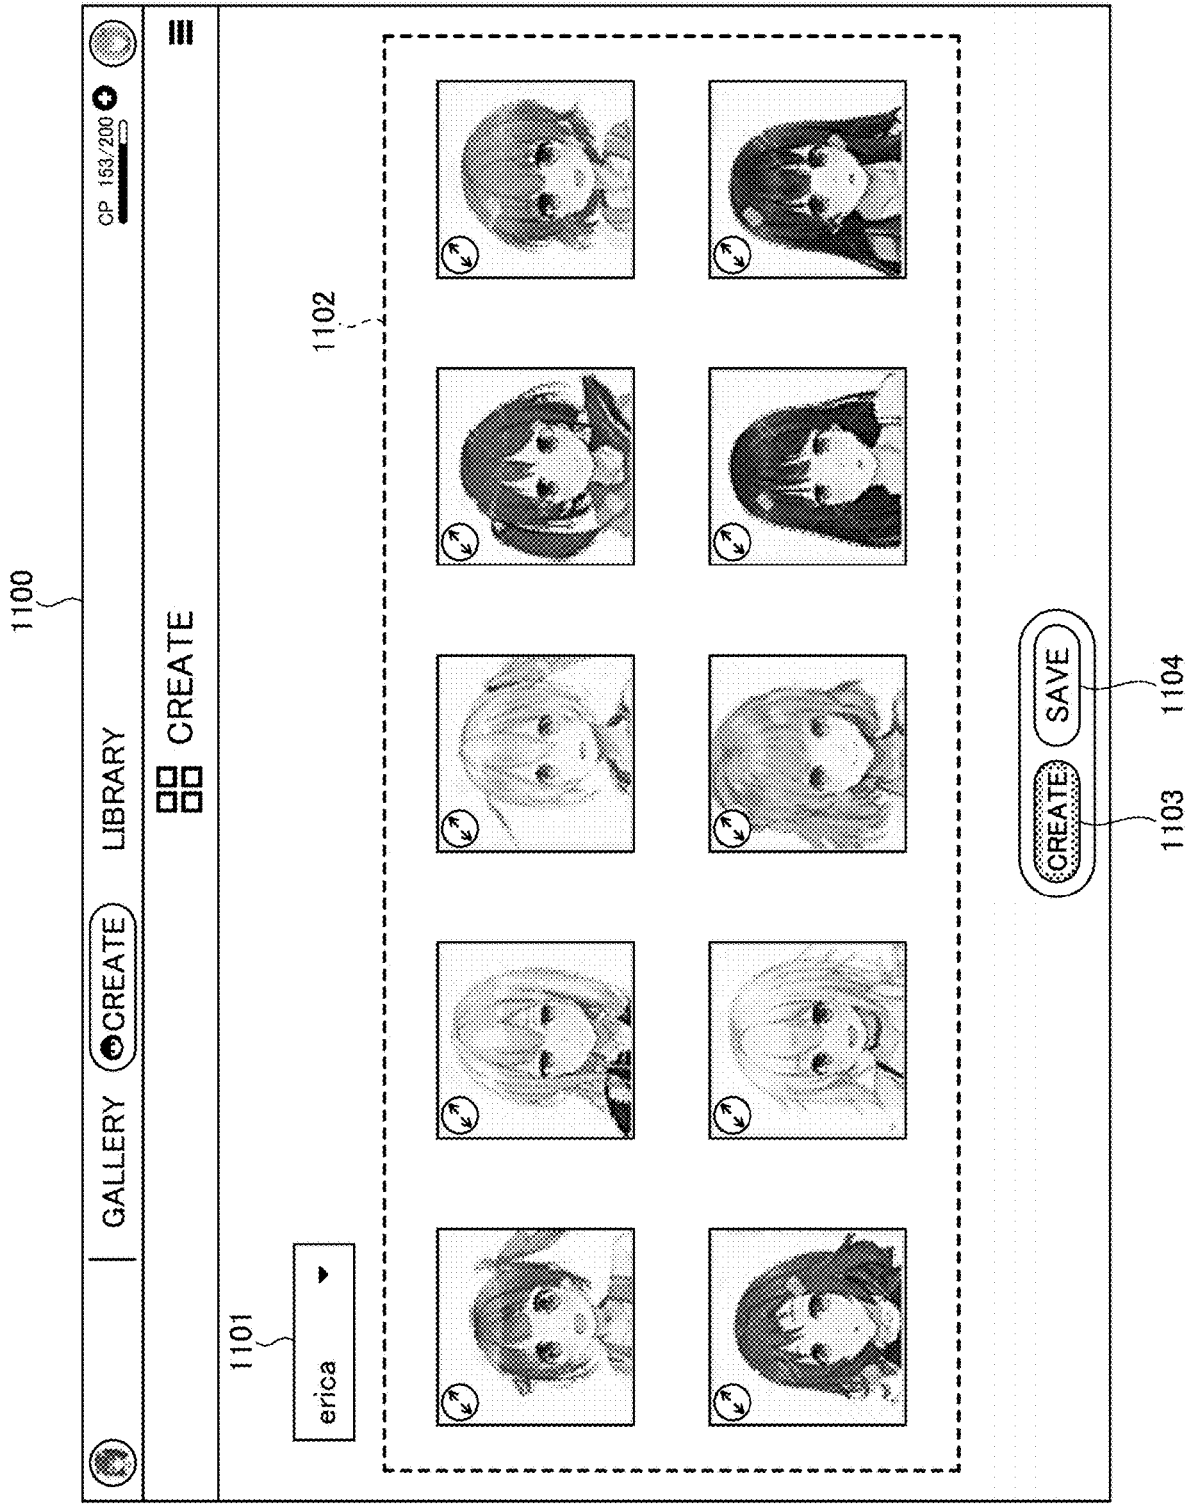 1100
GALLERY CREATE LIBRARY CP 153/200
CREATE
1101
erica
1102
CREATE SAVE
1103 1104